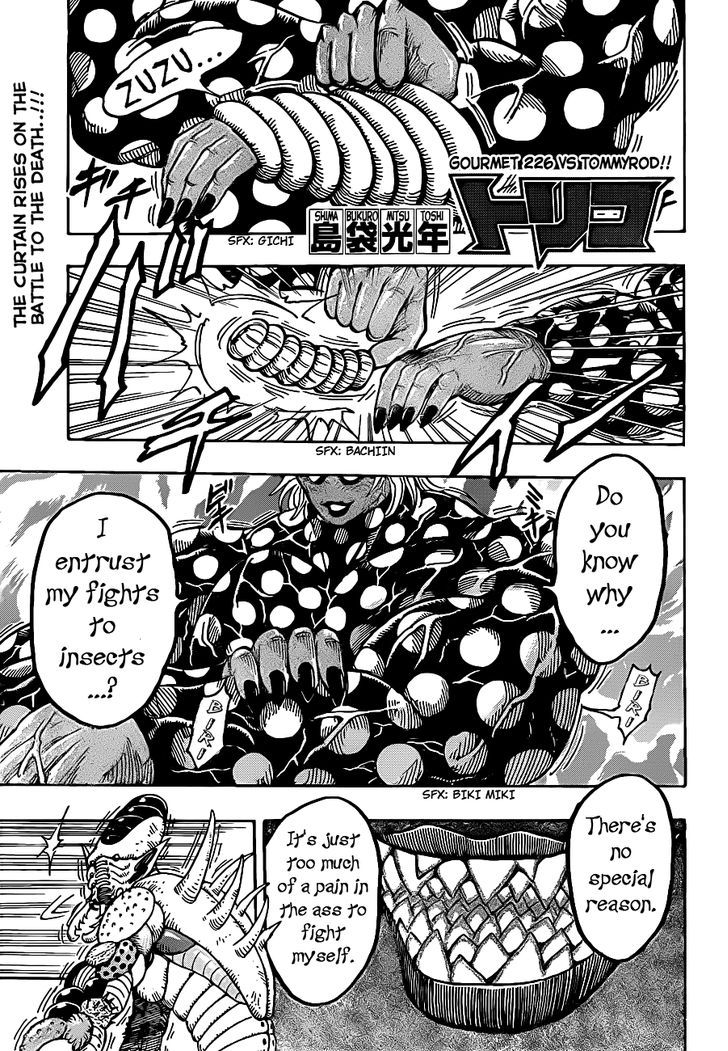 THE CURTAIN RISES ON THE
BATTLE TO THE DEATH...!!!
ZUZU...
GOURMET 226 VS TOMMYROD!!
トリコ
SHIMA BUKURO MITSU TOSHI
島袋光年
SFX: GICHI
SFX: BACHIIN
Do
you
know
why
...
I
entrust
my fights
to
insects
....?
BIRI
BIRI
SFX: BIKI MIKI
There's
no
special
reason.
It's just
too much
of a pain in
the ass to
fight
myself.